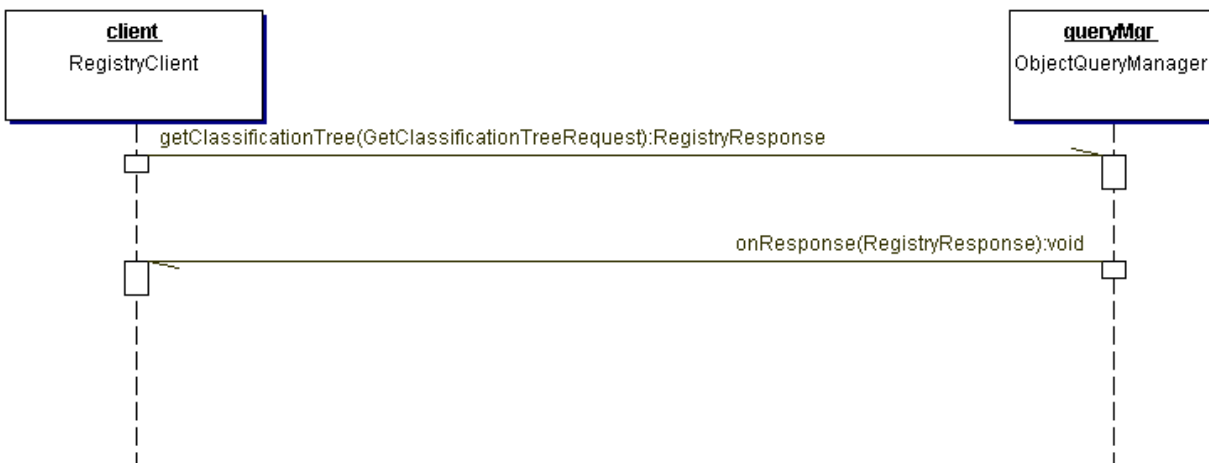 client
RegistryClient
queryMgr
ObjectQueryManager
getClassificationTree(GetClassificationTreeRequest):RegistryResponse
onResponse(RegistryResponse):void